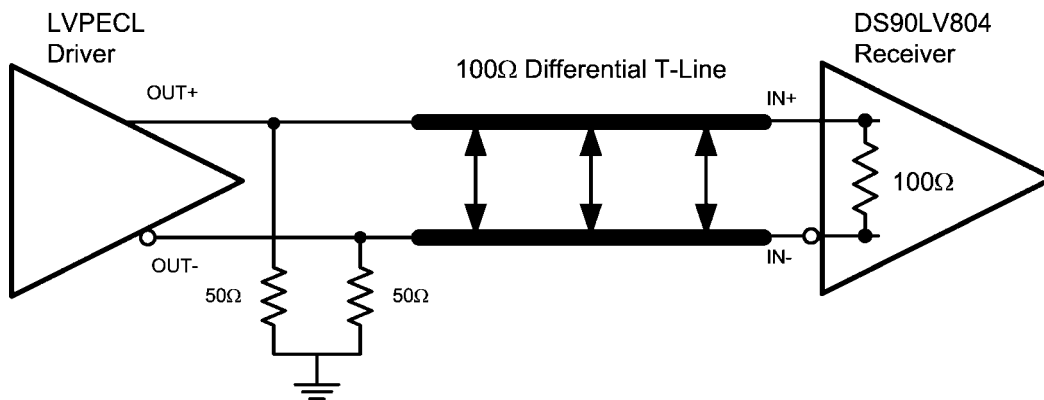 LVPECL
Driver
DS90LV804
Receiver
100Ω Differential T-Line
OUT+
IN+
100Ω
OUT-
IN-
50Ω
50Ω